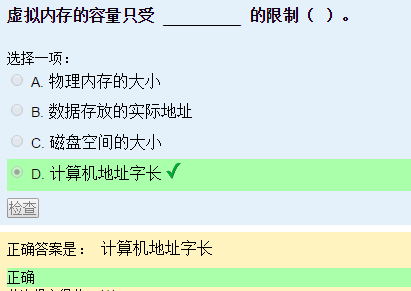 虚拟内存的容量只受 ________ 的限制（ ）。
选择一项：
A. 物理内存的大小
B. 数据存放的实际地址
C. 磁盘空间的大小
D. 计算机地址字长
检查
正确答案是： 计算机地址字长
正确